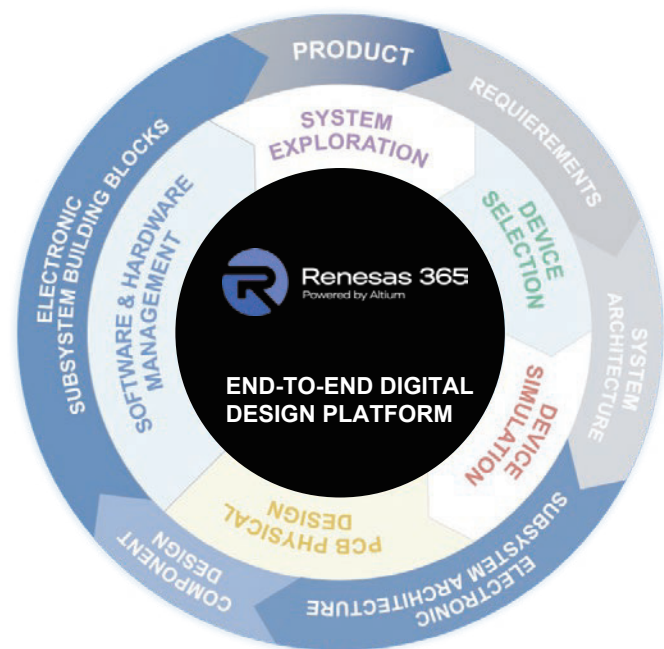 PRODUCT
REQUIEREMENTS
SYSTEM
ARCHITECTURE
ELECTRONIC
SUBSYSTEM ARCHITECTURE
COMPONENT
DESIGN
ELECTRONIC
SUBSYSTEM BUILDING BLOCKS
SYSTEM
EXPLORATION
DEVICE
SELECTION
DEVICE
SIMULATION
PCB PHYSICAL
DESIGN
SOFTWARE & HARDWARE
MANAGEMENT
Renesas 365
Powered by Altium
END-TO-END DIGITAL
DESIGN PLATFORM